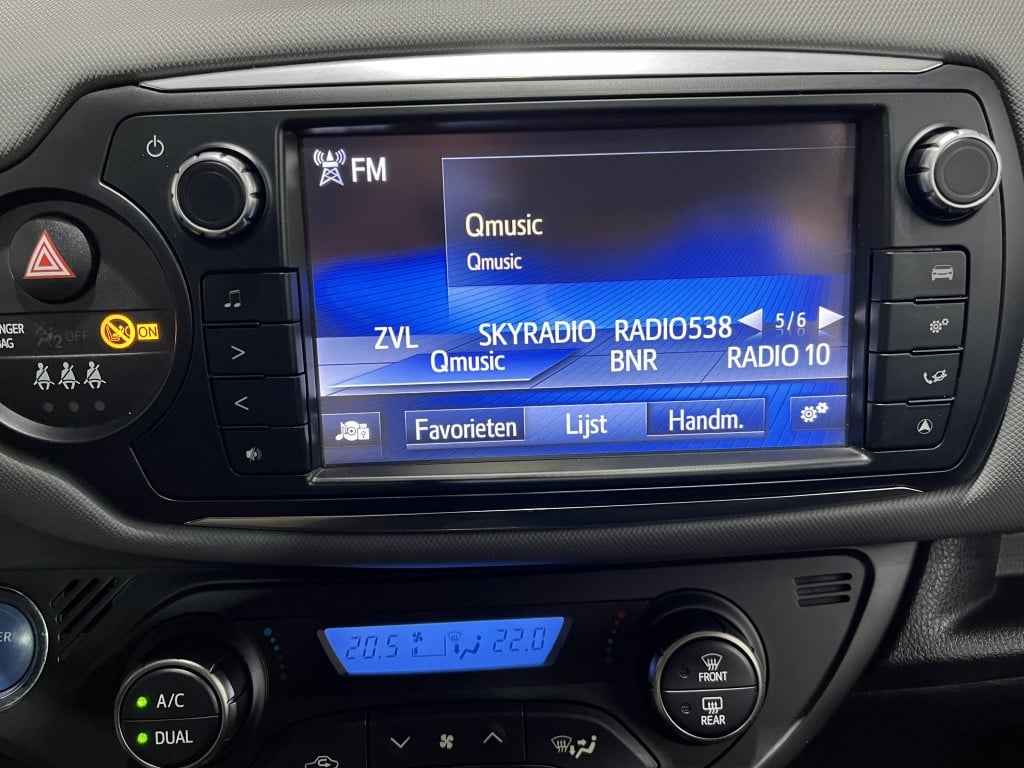 FM
Qmusic
Qmusic
ZVL SKYRADIO RADIO538 5/6
Qmusic BNR RADIO 10
Favorieten Lijst Handm.
OFF ON
20.5 22.0
A/C
DUAL
FRONT
REAR